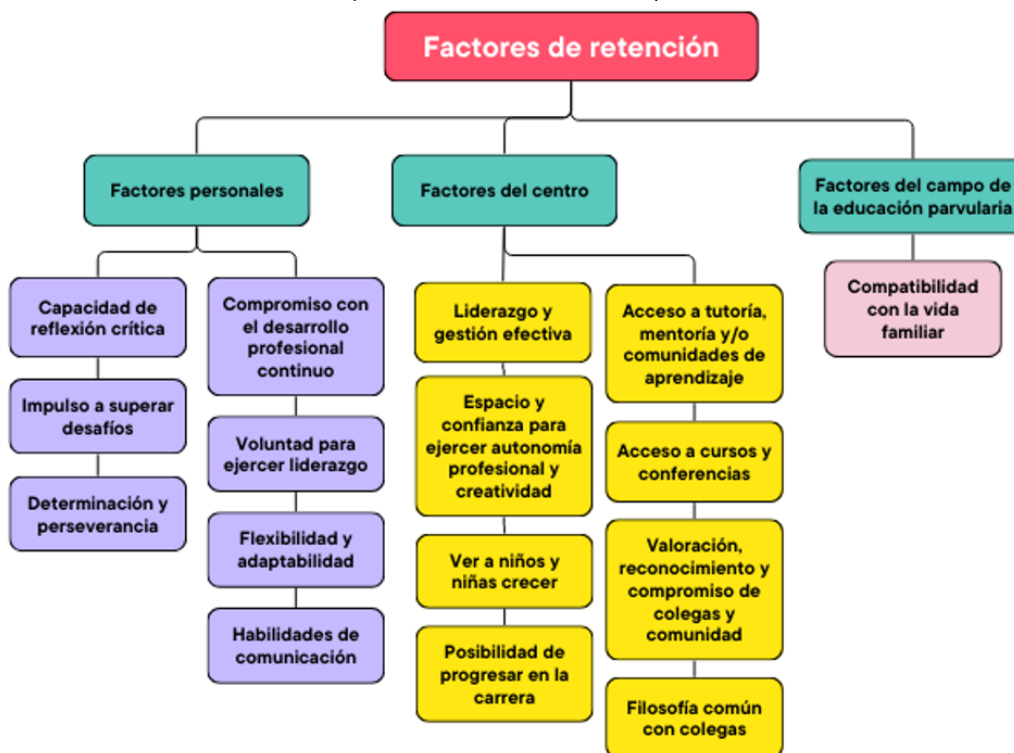 Factores de retención
Factores personales
Capacidad de
reflexión crítica
Impulso a superar
desafíos
Determinación y
perseverancia
Compromiso con
el desarrollo
profesional
continuo
Voluntad para
ejercer liderazgo
Flexibilidad y
adaptabilidad
Habilidades de
comunicación
Factores del centro
Liderazgo y
gestión efectiva
Espacio y
confianza para
ejercer autonomía
profesional y
creatividad
Ver a niños y
niñas crecer
Posibilidad de
progresar en la
carrera
Acceso a tutoría,
mentoría y/o
comunidades de
aprendizaje
Acceso a cursos y
conferencias
Valoración,
reconocimiento y
compromiso de
colegas y
comunidad
Filosofía común
con colegas
Factores del campo de
la educación parvularia
Compatibilidad
con la vida
familiar